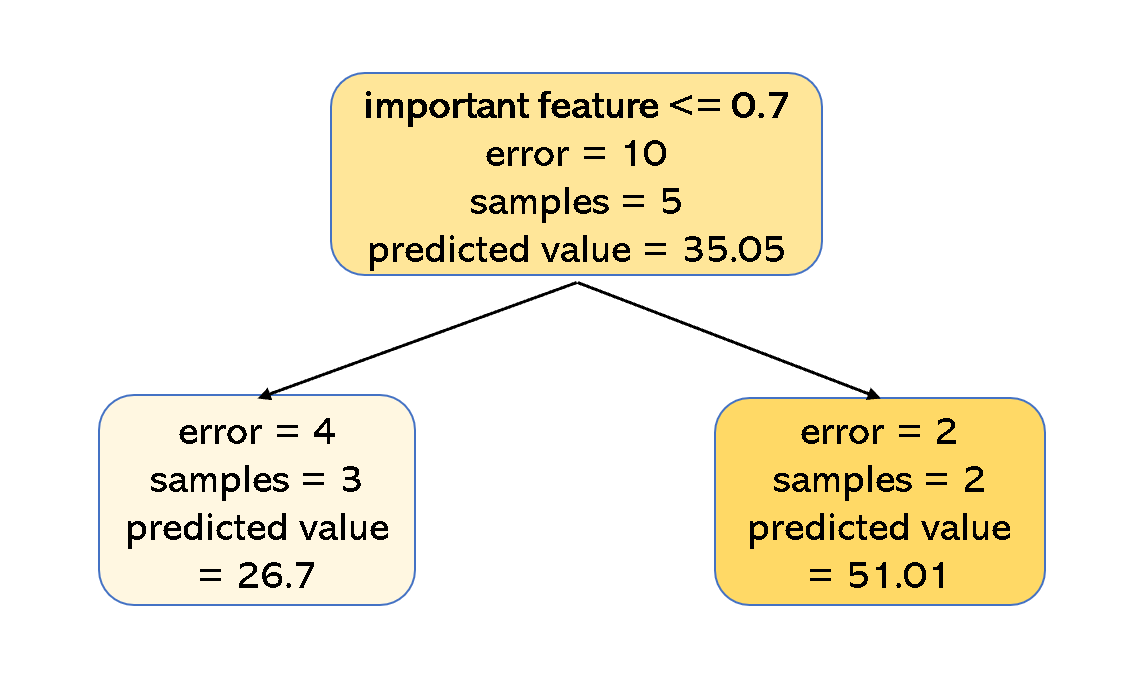 important feature <= 0.7
error = 10
samples = 5
predicted value = 35.05
error = 4
samples = 3
predicted value
= 26.7
error = 2
samples = 2
predicted value
= 51.01